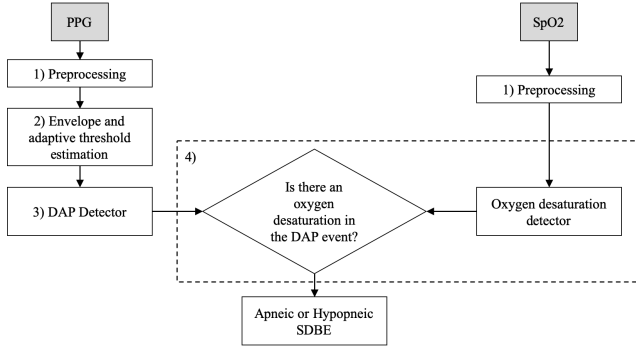 PPG
SpO2
1) Preprocessing
1) Preprocessing
2) Envelope and
adaptive threshold
estimation
4)
Is there an
oxygen
desaturation in
the DAP event?
3) DAP Detector
Oxygen desaturation
detector
Apneic or Hypopneic
SDBE